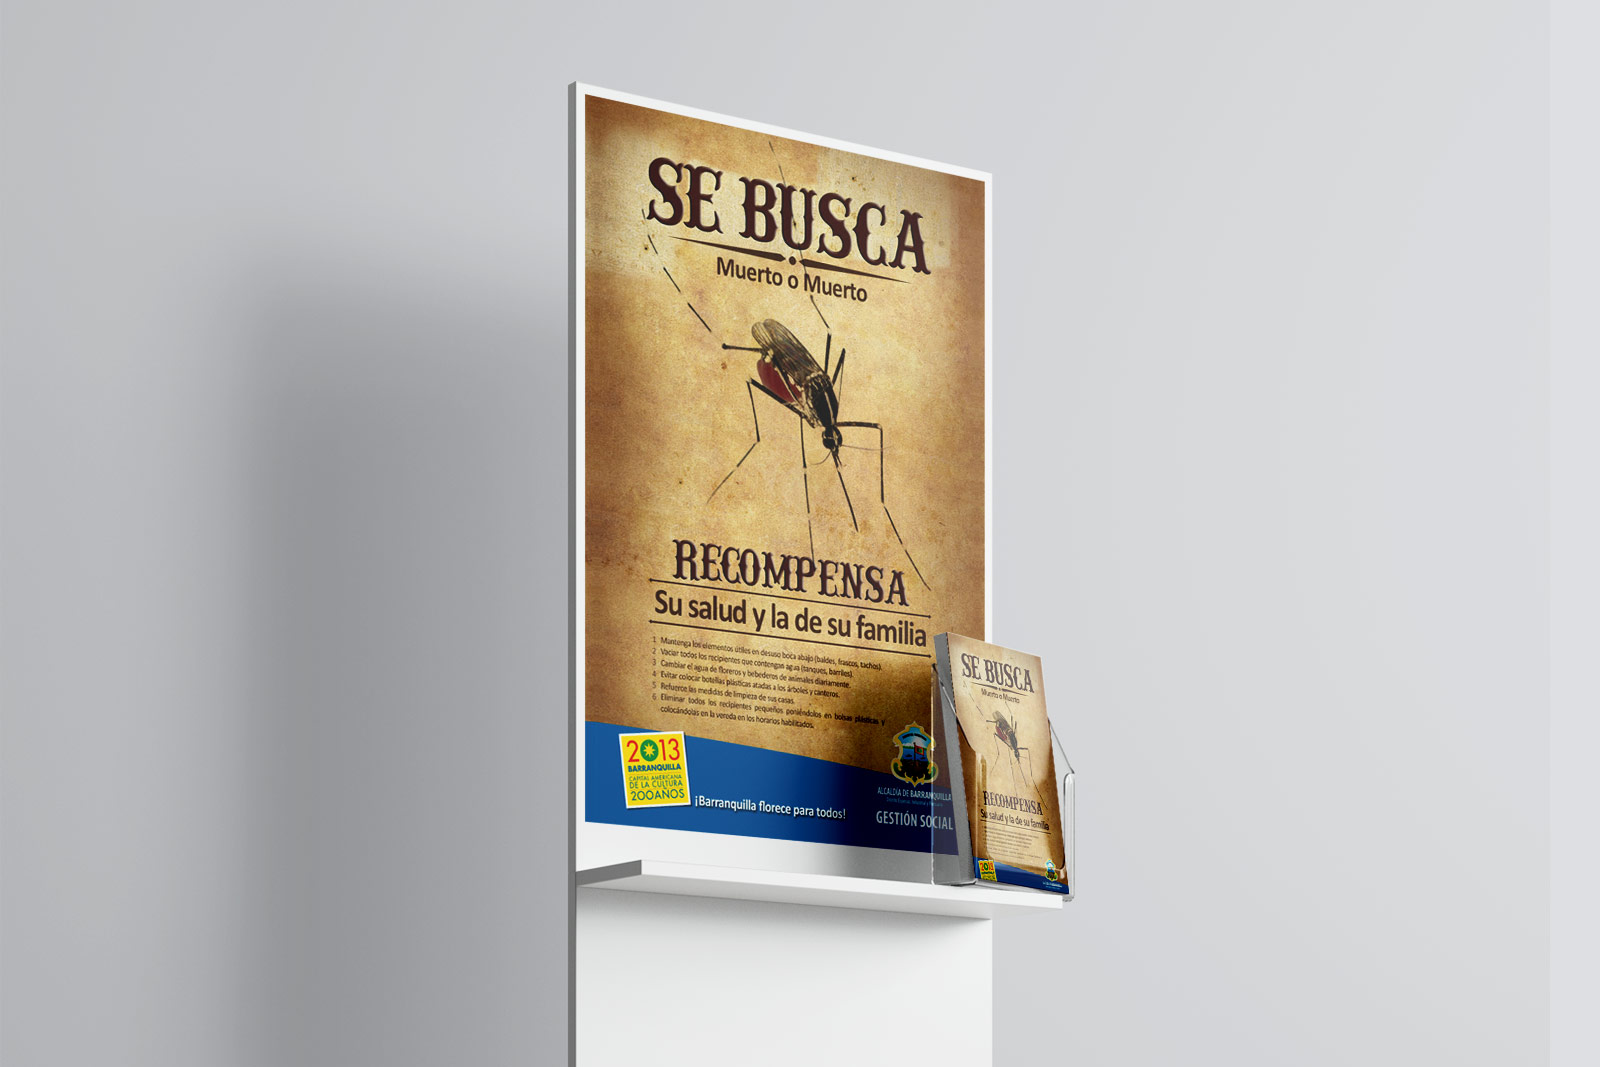 SE BUSCA
Muerto o Muerto
RECOMPENSA
Su salud y la de su familia
1 Mantenga los elementos útiles en desuso boca abajo (baldes, frascos, tachos).
2 Vaciar todos los recipientes que contengan agua (tanques, barriles).
3 Cambiar el agua de floreros y bebederos de animales diariamente.
4 Evitar colocar botellas plásticas atadas a los árboles y canteros.
5 Refuerce las medidas de limpieza de sus casas.
6 Eliminar todos los recipientes pequeños poniéndolos en bolsas plásticas y
colocándolas en la vereda en los horarios habilitados.
2013
BARRANQUILLA
CAPITAL AMERICANA
DE LA CULTURA
200AÑOS
¡Barranquilla florece para todos!
ALCALDÍA DE BARRANQUILLA
GESTIÓN SOCIAL
SE BUSCA
Muerto o Muerto
RECOMPENSA
Su salud y la de su familia
2013